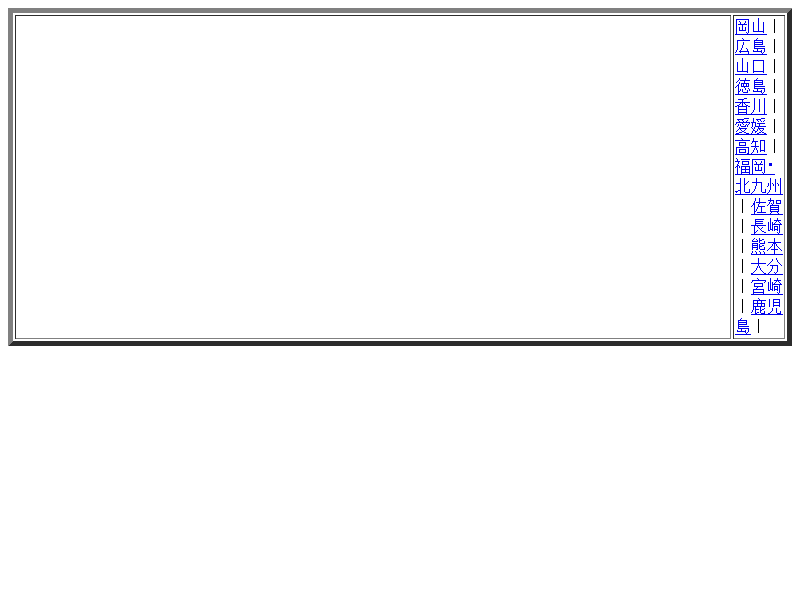 岡山｜
広島｜
山口｜
徳島｜
香川｜
愛媛｜
高知｜
福岡・
北九州
｜佐賀
｜長崎
｜熊本
｜大分
｜宮崎
｜鹿児
島｜